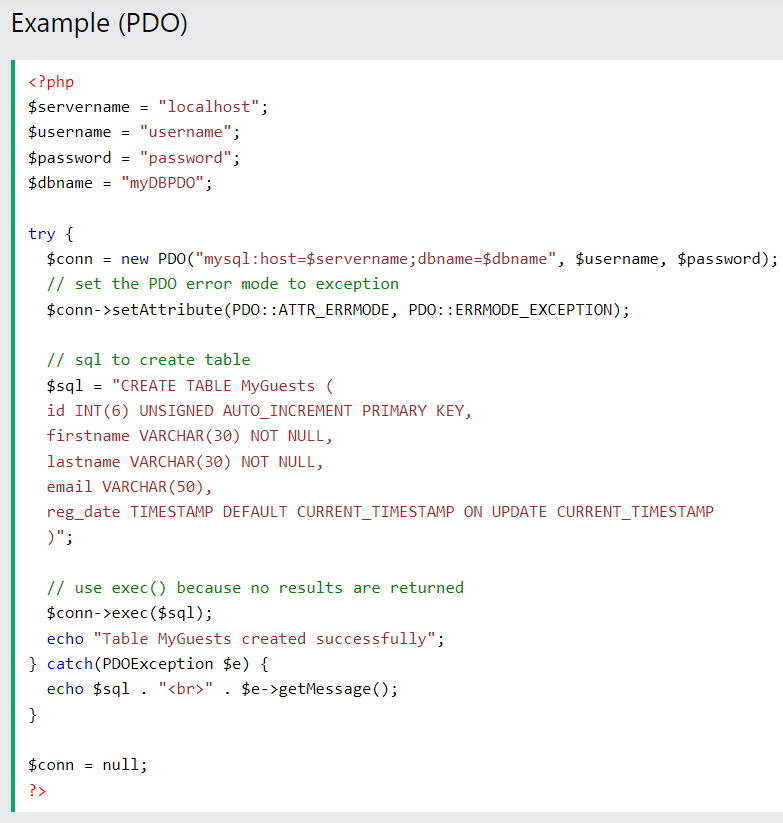 Example (PDO)
<?php
$servername = "localhost";
$username = "username";
$password = "password";
$dbname = "myDBPDO";

try {
  $conn = new PDO("mysql:host=$servername;dbname=$dbname", $username, $password);
  // set the PDO error mode to exception
  $conn->setAttribute(PDO::ATTR_ERRMODE, PDO::ERRMODE_EXCEPTION);

  // sql to create table
  $sql = "CREATE TABLE MyGuests (
  id INT(6) UNSIGNED AUTO_INCREMENT PRIMARY KEY,
  firstname VARCHAR(30) NOT NULL,
  lastname VARCHAR(30) NOT NULL,
  email VARCHAR(50),
  reg_date TIMESTAMP DEFAULT CURRENT_TIMESTAMP ON UPDATE CURRENT_TIMESTAMP
  )";

  // use exec() because no results are returned
  $conn->exec($sql);
  echo "Table MyGuests created successfully";
} catch(PDOException $e) {
  echo $sql . "<br>" . $e->getMessage();
}

$conn = null;
?>